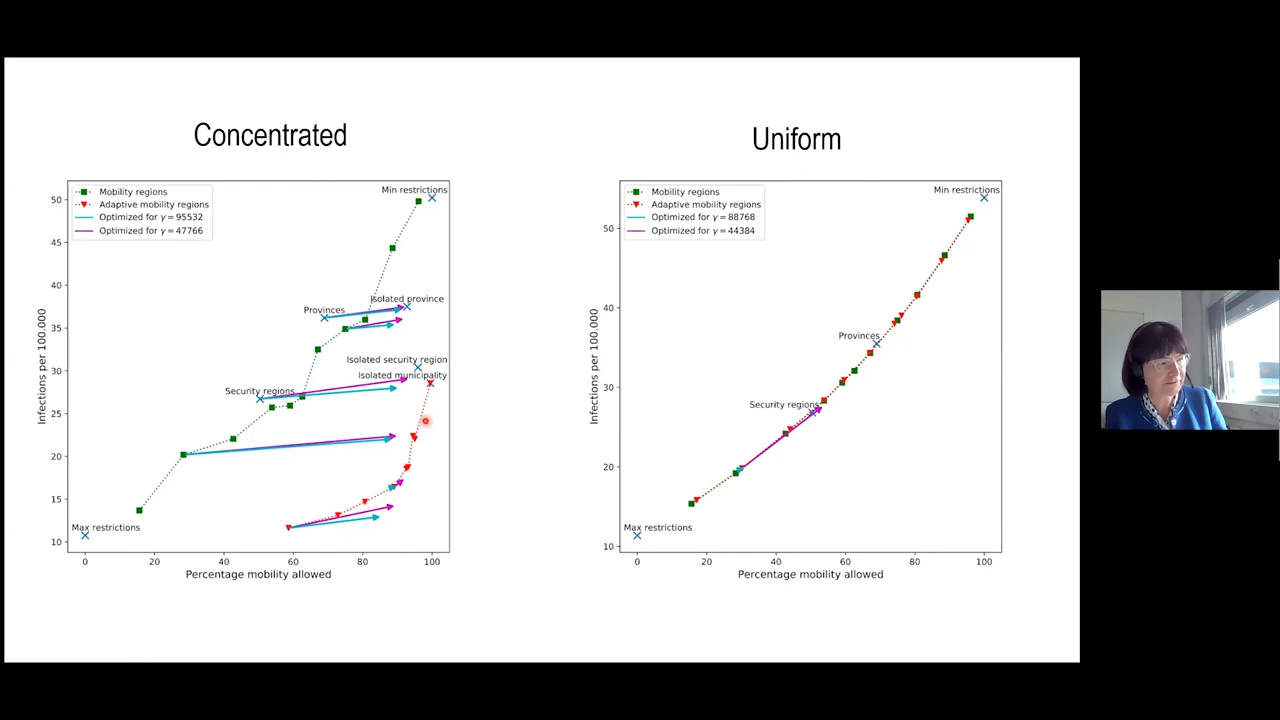 Concentrated
Mobility regions
Adaptive mobility regions
Optimized for γ = 95532
Optimized for γ = 47766
Min restrictions
Isolated province
Provinces
Isolated security region
Isolated municipality
Security regions
Max restrictions
50
45
40
35
30
25
20
15
10
0 20 40 60 80 100
Infections per 100.000
Percentage mobility allowed
Uniform
Mobility regions
Adaptive mobility regions
Optimized for γ = 88768
Optimized for γ = 44384
Min restrictions
Provinces
Security regions
Max restrictions
50
40
30
20
10
0 20 40 60 80 100
Infections per 100.000
Percentage mobility allowed